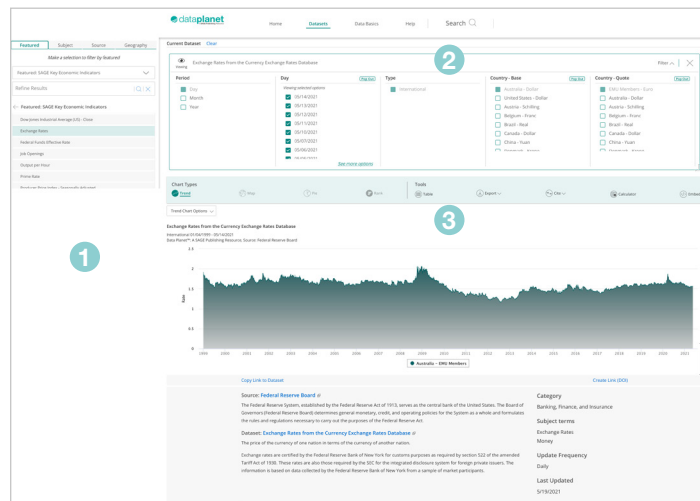 dataplanet
Home Datasets Data Basics Help Search
Featured Subject Source Geography
Make a selection to filter by featured
Featured: SAGE Key Economic Indicators
Refine Results
Featured: SAGE Key Economic Indicators
Dow Jones Industrial Average (US) - Close
Exchange Rates
Federal Funds Effective Rate
Job Openings
Output per Hour
Prime Rate
1
Current Dataset Clear
2
Viewing
Exchange Rates from the Currency Exchange Rates Database
Filter
Period
Day
Month
Year
Day
Viewing selected options
05/14/2021
05/13/2021
05/12/2021
05/11/2021
05/10/2021
05/07/2021
05/06/2021
See more options
Type
International
Country - Base
Australia - Dollar
United States - Dollar
Austria - Schilling
Belgium - Franc
Brazil - Real
Canada - Dollar
China - Yuan
Country - Quote
EMU Members - Euro
Australia - Dollar
Austria - Schilling
Belgium - Franc
Brazil - Real
Canada - Dollar
China - Yuan
Chart Types
Trend Map Pie Rank
Tools
Table Export Cite Calculator Embed
3
Trend Chart Options
Exchange Rates from the Currency Exchange Rates Database
International 01/04/1999 - 05/14/2021
Data Planet™: A SAGE Publishing Resource; Source: Federal Reserve Board
2.5
2
1.5
1
0.5
0
Rate
1999 2000 2001 2002 2003 2004 2005 2006 2007 2008 2009 2010 2011 2012 2013 2014 2015 2016 2017 2018 2019 2020 2021
Australia -- EMU Members
Copy Link to Dataset Create Link (DOI)
Source: Federal Reserve Board
The Federal Reserve System, established by the Federal Reserve Act of 1913, serves as the central bank of the United States. The Board of
Governors (Federal Reserve Board) determines general monetary, credit, and operating policies for the System as a whole and formulates
the rules and regulations necessary to carry out the purposes of the Federal Reserve Act.
Dataset: Exchange Rates from the Currency Exchange Rates Database
The price of the currency of one nation in terms of the currency of another nation.
Exchange rates are certified by the Federal Reserve Bank of New York for customs purposes as required by section 522 of the amended
Tariff Act of 1930. These rates are also those required by the SEC for the integrated disclosure system for foreign private issuers. The
information is based on data collected by the Federal Reserve Bank of New York from a sample of market participants.
Category
Banking, Finance, and Insurance
Subject terms
Exchange Rates
Money
Update Frequency
Daily
Last Updated
5/19/2021